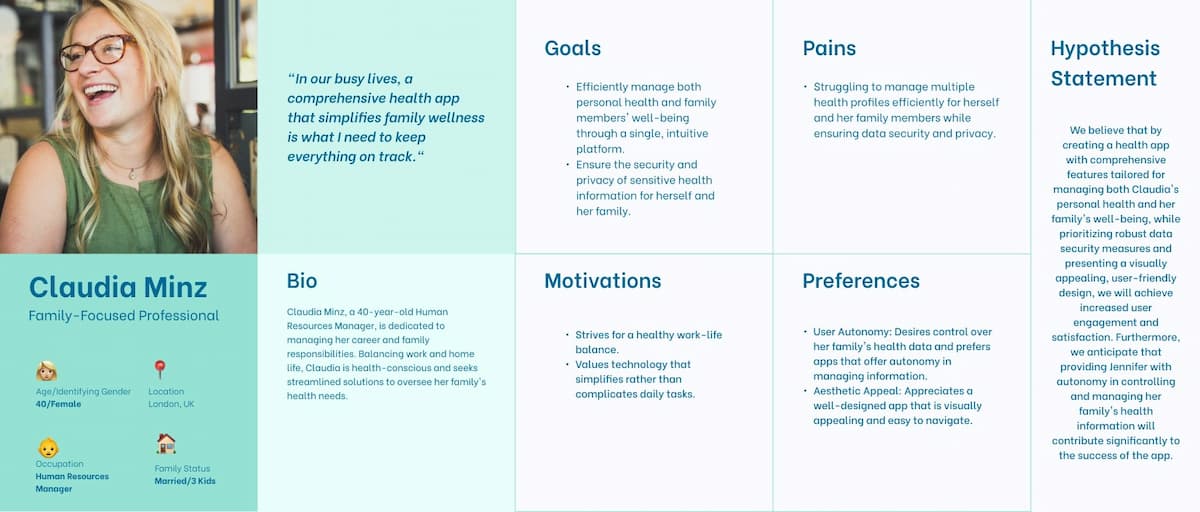 “In our busy lives, a
comprehensive health app
that simplifies family wellness
is what I need to keep
everything on track.“
Claudia Minz
Family-Focused Professional
Age/Identifying Gender
40/Female
Location
London, UK
Occupation
Human Resources
Manager
Family Status
Married/3 Kids
Bio
Claudia Minz, a 40-year-old Human
Resources Manager, is dedicated to
managing her career and family
responsibilities. Balancing work and home
life, Claudia is health-conscious and seeks
streamlined solutions to oversee her family's
health needs.
Goals
• Efficiently manage both
personal health and family
members' well-being
through a single, intuitive
platform.
• Ensure the security and
privacy of sensitive health
information for herself and
her family.
Pains
• Struggling to manage multiple
health profiles efficiently for herself
and her family members while
ensuring data security and privacy.
Motivations
• Strives for a healthy work-life
balance.
• Values technology that
simplifies rather than
complicates daily tasks.
Preferences
• User Autonomy: Desires control over
her family's health data and prefers
apps that offer autonomy in
managing information.
• Aesthetic Appeal: Appreciates a
well-designed app that is visually
appealing and easy to navigate.
Hypothesis
Statement
We believe that by
creating a health app
with comprehensive
features tailored for
managing both Claudia's
personal health and her
family's well-being, while
prioritizing robust data
security measures and
presenting a visually
appealing, user-friendly
design, we will achieve
increased user
engagement and
satisfaction. Furthermore,
we anticipate that
providing Jennifer with
autonomy in controlling
and managing her
family's health
information will
contribute significantly to
the success of the app.